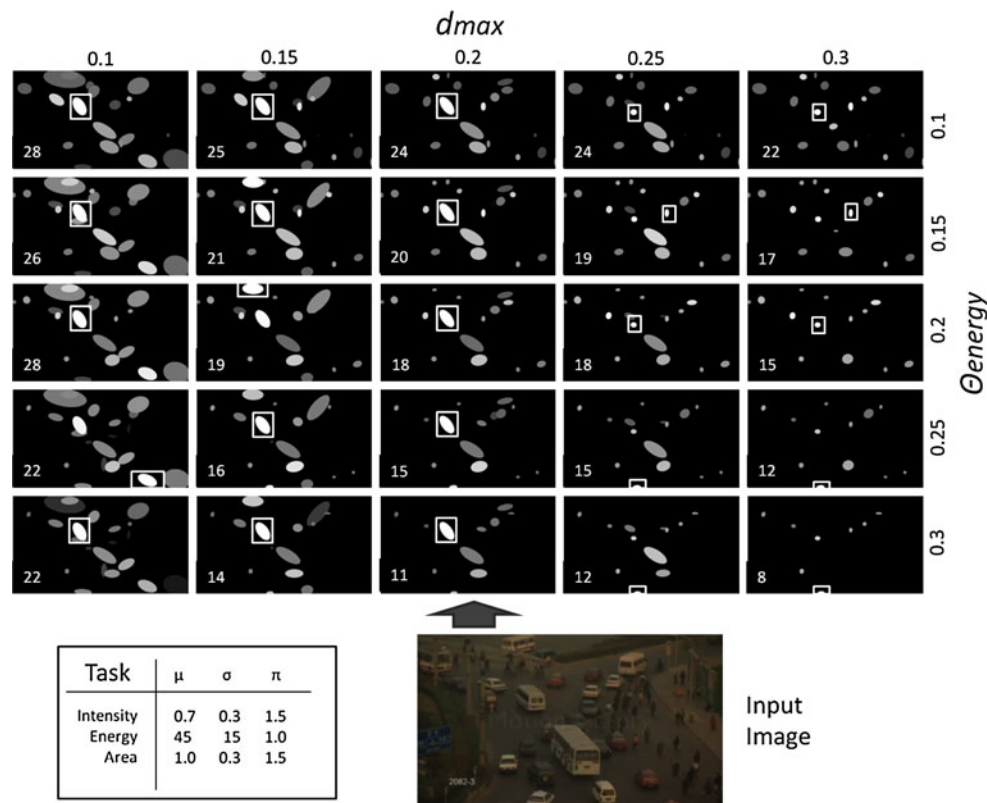 dmax
0.1 0.15 0.2 0.25 0.3
28 25 24 24 22 0.1
26 21 20 19 17 0.15
28 19 18 18 15 0.2
Θenergy
22 16 15 15 12 0.25
22 14 11 12 8 0.3
Task μ σ π
Intensity 0.7 0.3 1.5
Energy 45 15 1.0
Area 1.0 0.3 1.5
2082-3
Input
Image